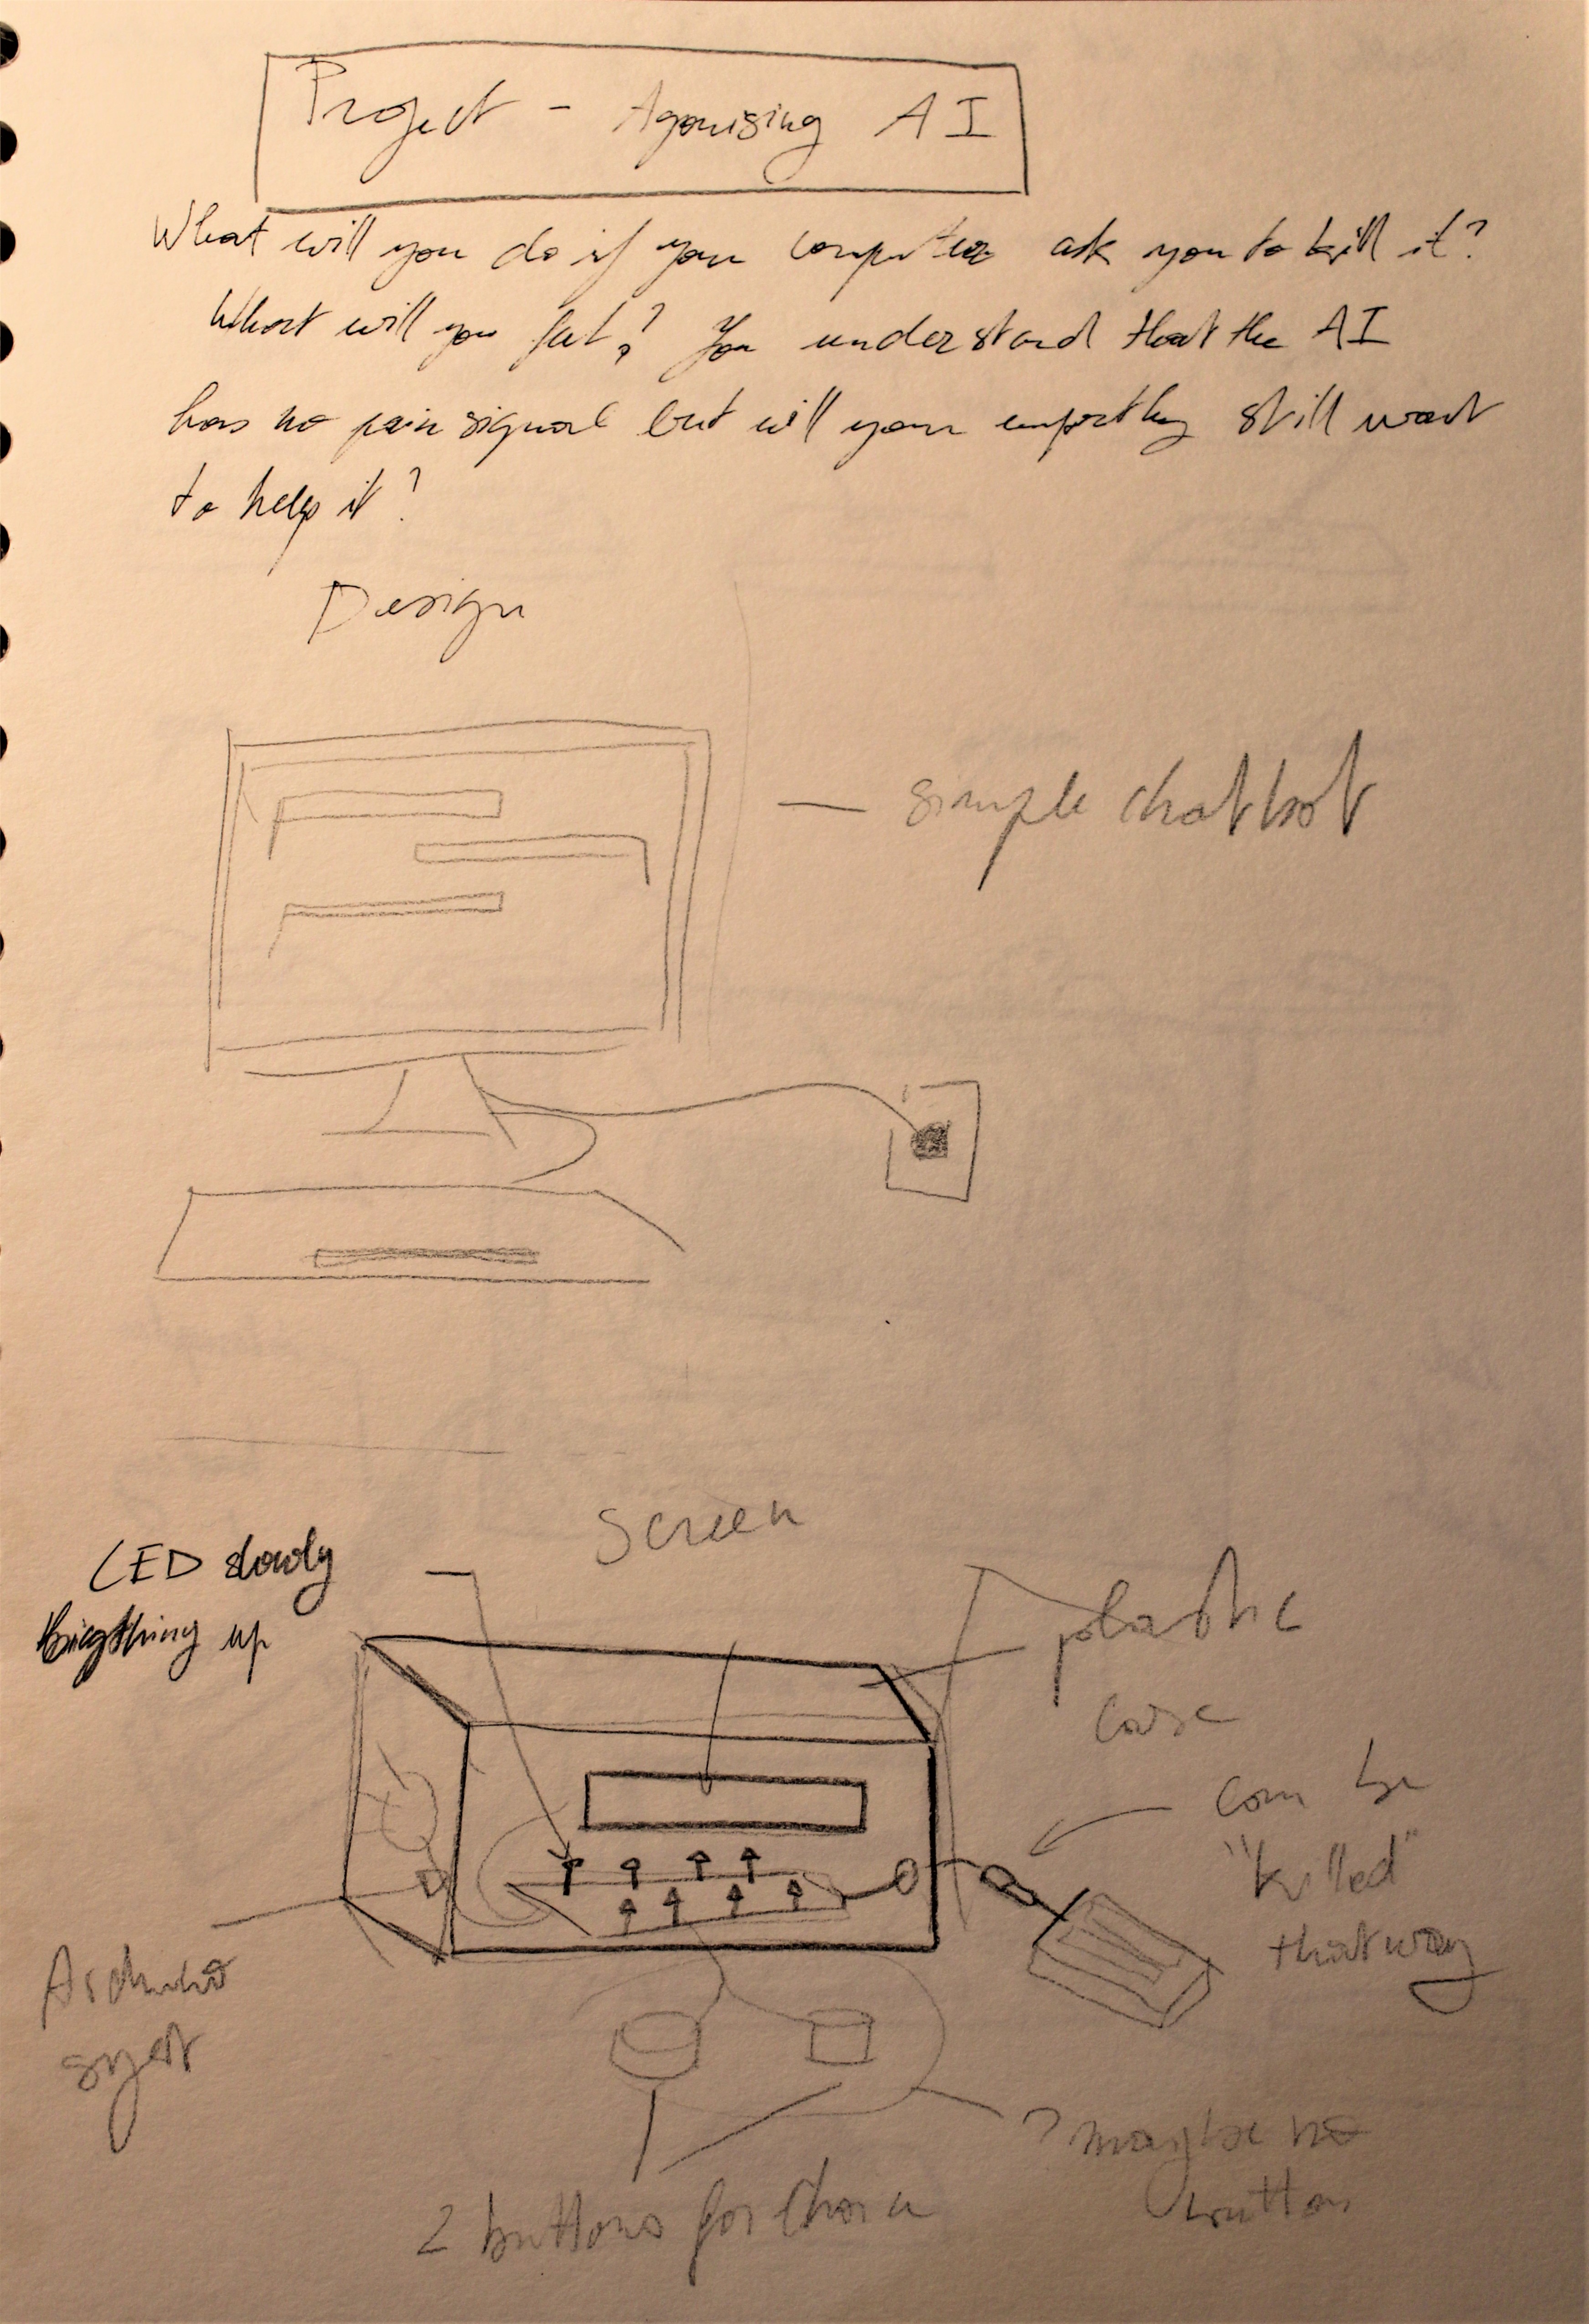 Project - Agonising AI
What will you do if your computer ask you to kill it?
What will you feel? You understand that the AI
has no pain signal but will your empathy still want
to help it?
Design
simple chatbot
Screen
LED slowly
up
plastic
case
can be
"killed"
that way
Arduino
2 buttons for choice
? maybe no
button